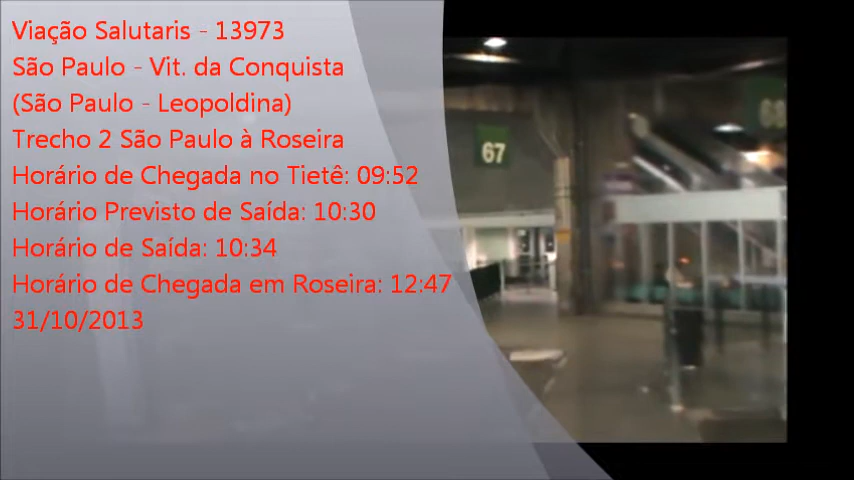 Viação Salutaris - 13973
São Paulo - Vit. da Conquista
(São Paulo - Leopoldina)
Trecho 2 São Paulo à Roseira
Horário de Chegada no Tietê: 09:52
Horário Previsto de Saída: 10:30
Horário de Saída: 10:34
Horário de Chegada em Roseira: 12:47
31/10/2013
67
68